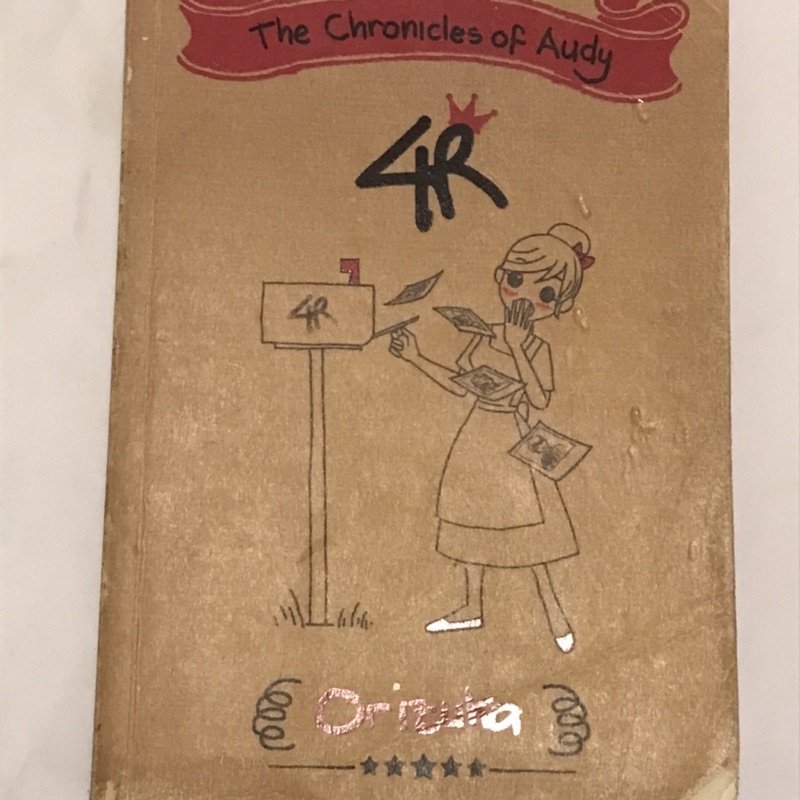 The Chronicles of Audy
4R
4R
Orizuka